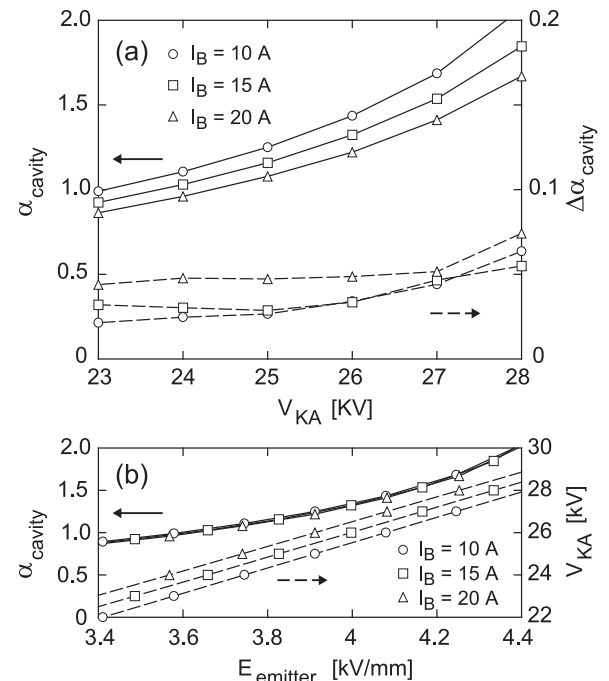 (a)
I_B = 10 A
I_B = 15 A
I_B = 20 A
2.0
1.5
1.0
0.5
0
α_cavity
0.2
0.1
0
Δα_cavity
23 24 25 26 27 28
V_KA [KV]
(b)
2.0
1.5
1.0
0.5
0
α_cavity
30
28
26
24
22
V_KA [kV]
I_B = 10 A
I_B = 15 A
I_B = 20 A
3.4 3.6 3.8 4 4.2 4.4
E_emitter [kV/mm]